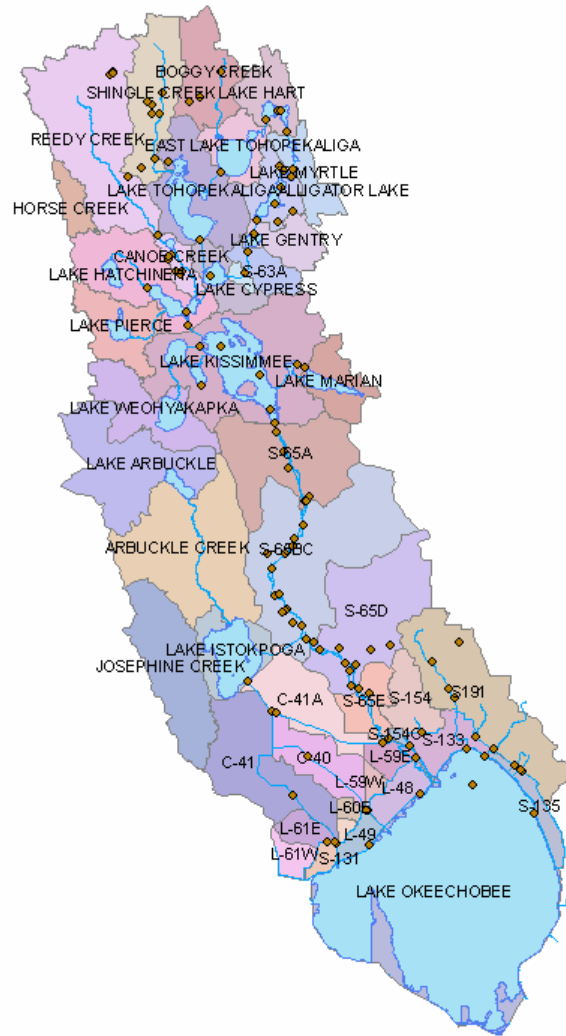 BOGGY CREEK
SHINGLE CREEK LAKE HART
REEDY CREEK
EAST LAKE TOHOPEKALIGA
LAKE MYRTLE
LAKE TOHOPEKALIGA ALLIGATOR LAKE
HORSE CREEK
LAKE GENTRY
CANOE CREEK
LAKE HATCHINEHA
S-63A
LAKE CYPRESS
LAKE PIERCE
LAKE KISSIMMEE
LAKE MARIAN
LAKE WEOHYAKAPKA
S-65A
LAKE ARBUCKLE
ARBUCKLE CREEK
S-65BC
S-65D
LAKE ISTOKPOGA
JOSEPHINE CREEK
C-41A
S-65E
S-154
S191
S-154C
S-133
C-41
C-40
L-59E
L-59W
L-48
L-60E
S-135
L-61E
L-49
L-61W
S-131
LAKE OKEECHOBEE